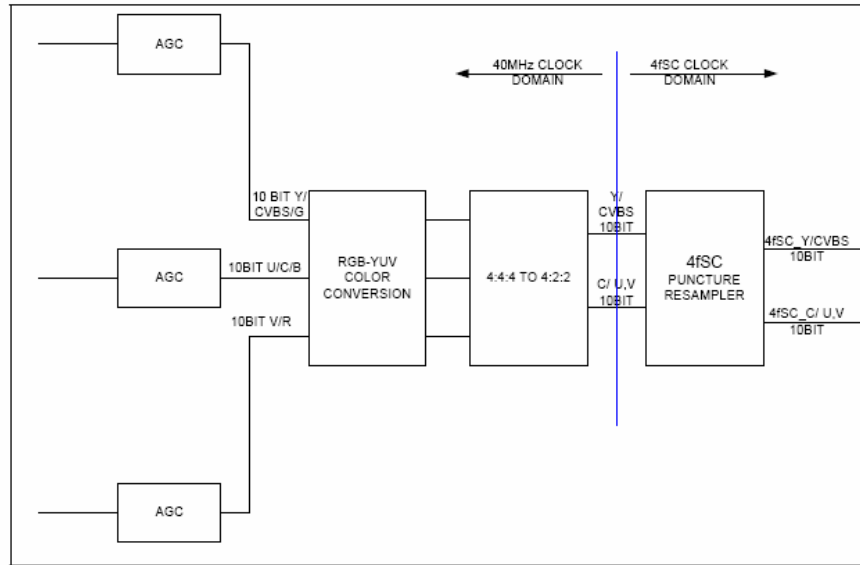 AGC
40MHz CLOCK
DOMAIN
4fSC CLOCK
DOMAIN
10 BIT Y/
CVBS/G
RGB-YUV
COLOR
CONVERSION
4:4:4 TO 4:2:2
Y/
CVBS
10BIT
4fSC
PUNCTURE
RESAMPLER
4fSC_Y/CVBS
10BIT
AGC
10BIT U/C/B
C/ U,V
10BIT
10BIT V/R
4fSC_C/ U,V
10BIT
AGC